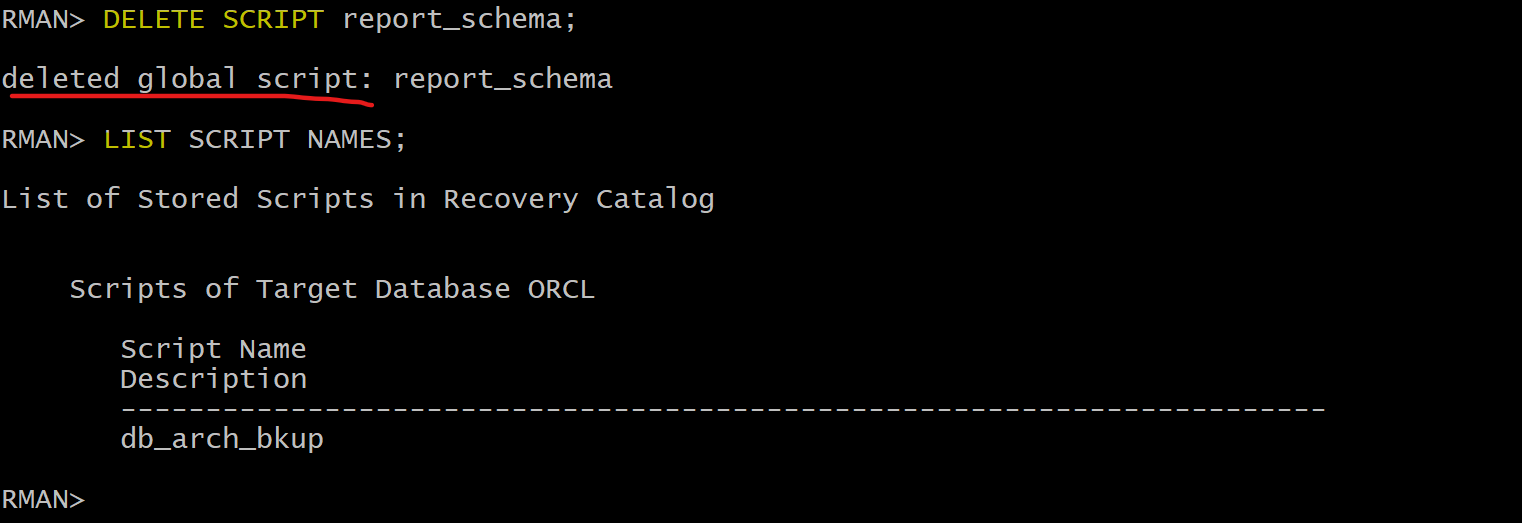 RMAN> DELETE SCRIPT report_schema;
deleted global script: report_schema
RMAN> LIST SCRIPT NAMES;
List of Stored Scripts in Recovery Catalog
Scripts of Target Database ORCL
Script Name
Description
-----------------------------------------------------------------------
db_arch_bkup
RMAN>